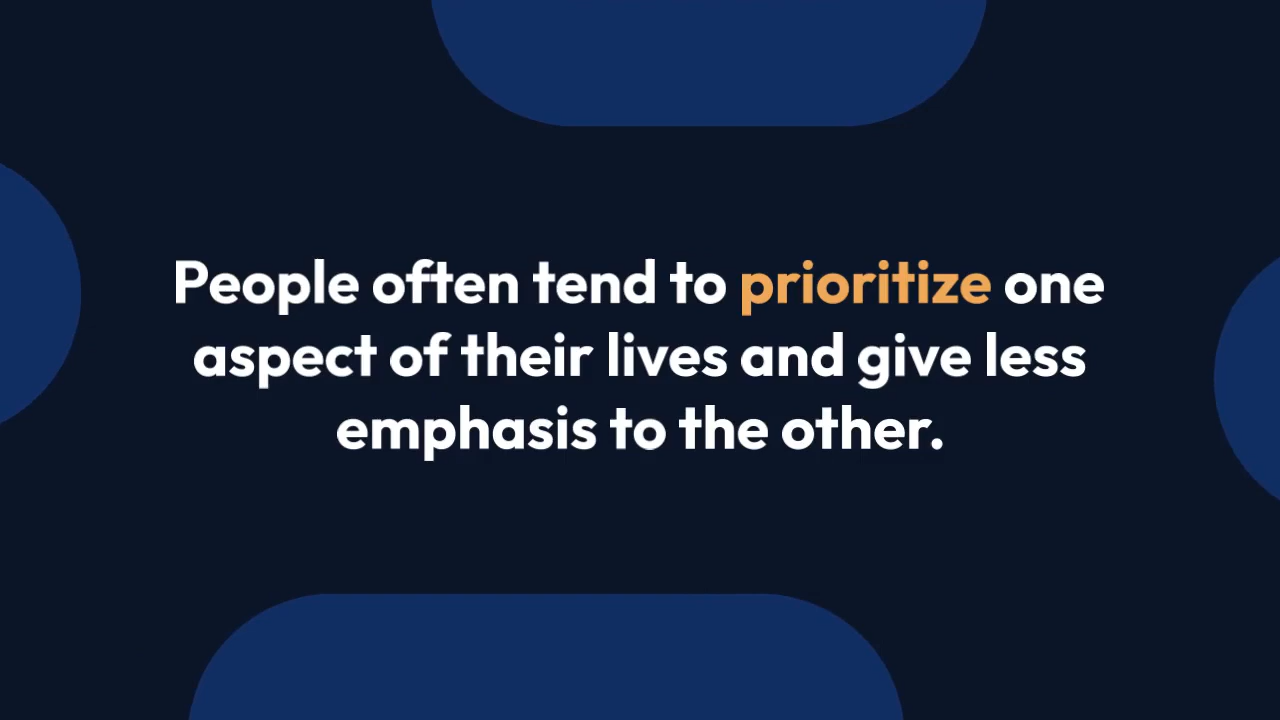 People often tend to prioritize one
aspect of their lives and give less
emphasis to the other.